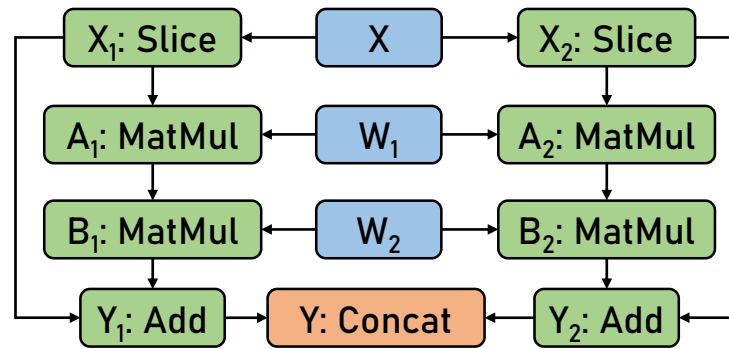 X₁: Slice
X
X₂: Slice
A₁: MatMul
W₁
A₂: MatMul
B₁: MatMul
W₂
B₂: MatMul
Y₁: Add
Y: Concat
Y₂: Add